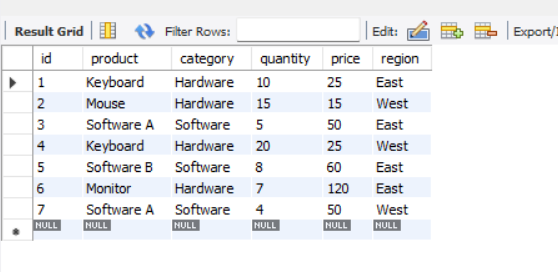 Result Grid Filter Rows: Edit: Export/
id product category quantity price region
1 Keyboard Hardware 10 25 East
2 Mouse Hardware 15 15 West
3 Software A Software 5 50 East
4 Keyboard Hardware 20 25 West
5 Software B Software 8 60 East
6 Monitor Hardware 7 120 East
7 Software A Software 4 50 West
NULL NULL NULL NULL NULL NULL